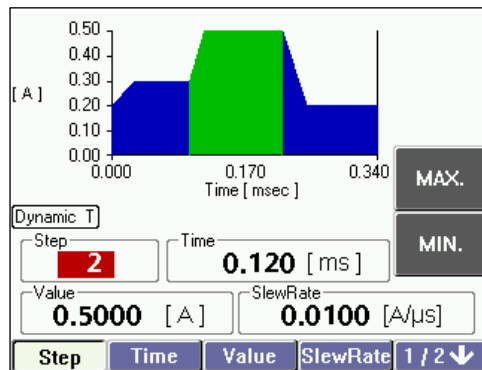 0.50
0.40
[ A ] 0.30
0.20
0.10
0.00
0.000 0.170 0.340
Time [ msec ]
MAX.
Dynamic T
Step Time MIN.
2 0.120 [ ms ]
Value SlewRate
0.5000 [ A ] 0.0100 [A/µs]
Step Time Value SlewRate 1 / 2